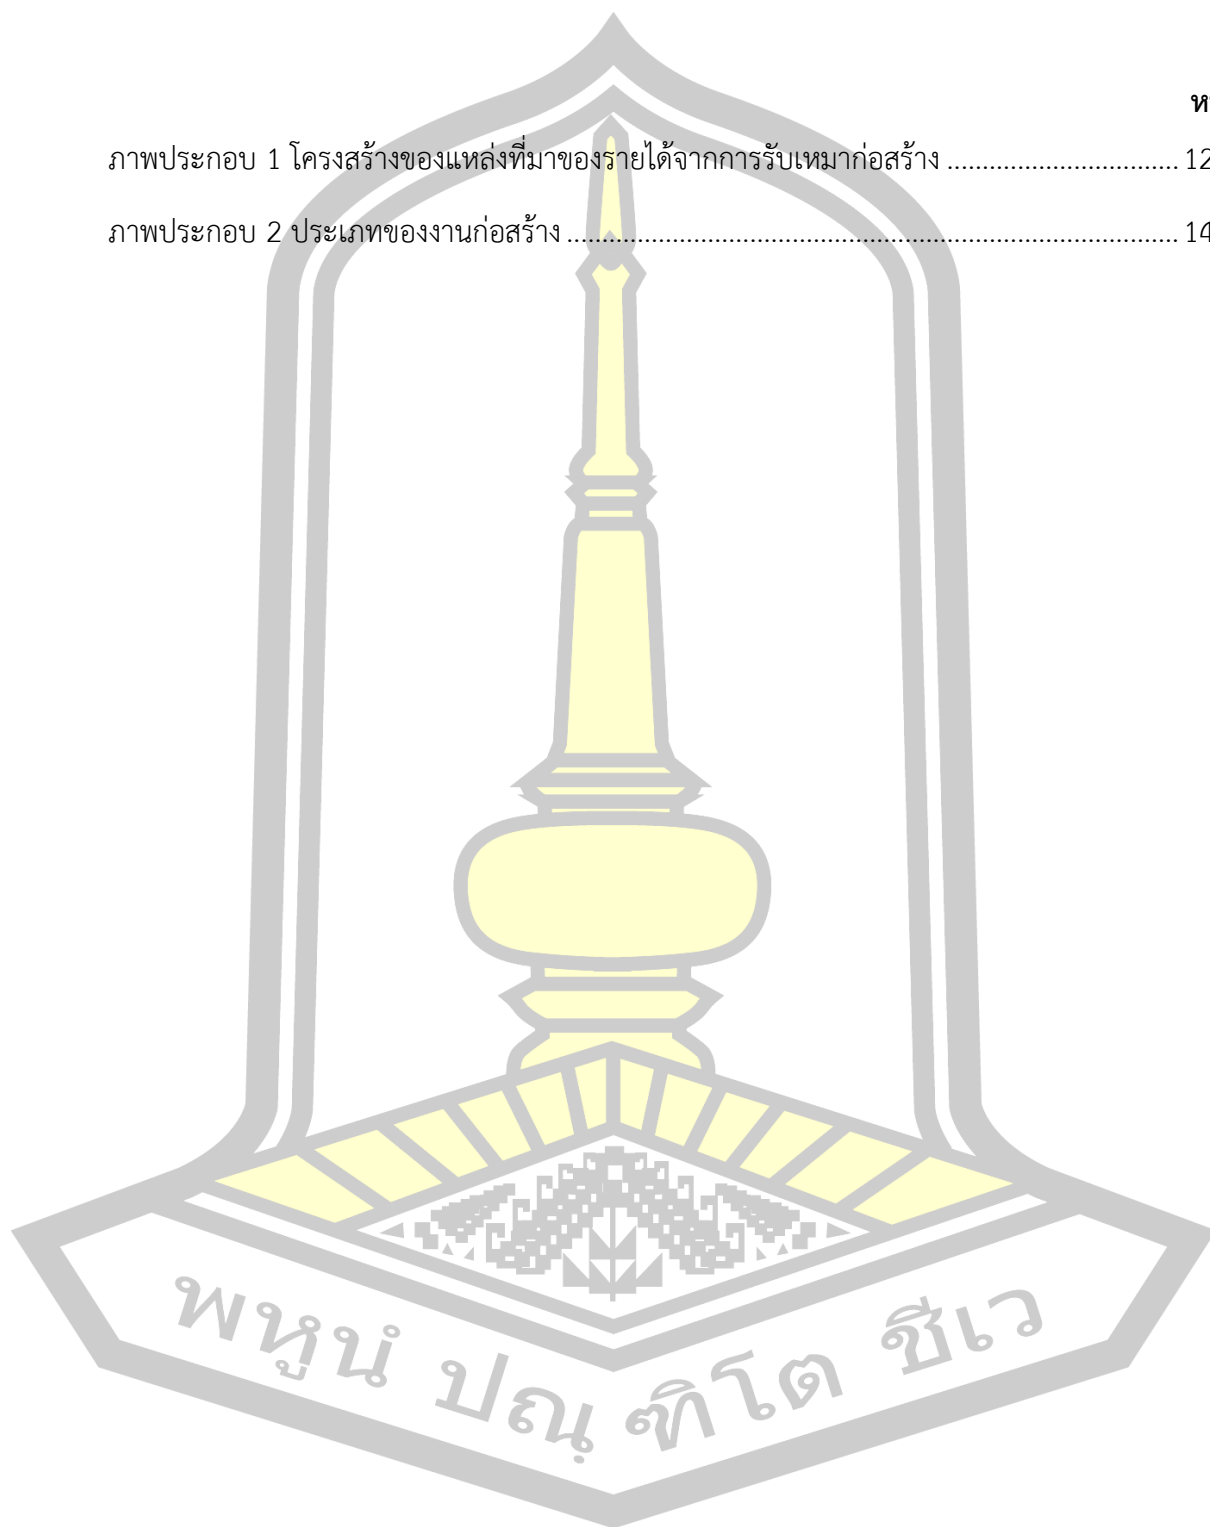 ภาพประกอบ 1 โครงสร้างของแหล่งที่มาของรายได้จากการรับเหมาก่อสร้าง ................................. 12
ภาพประกอบ 2 ประเภทของงานก่อสร้าง ....................................................................................... 14
พหูนํ ปณฺฑิโต ชีเว